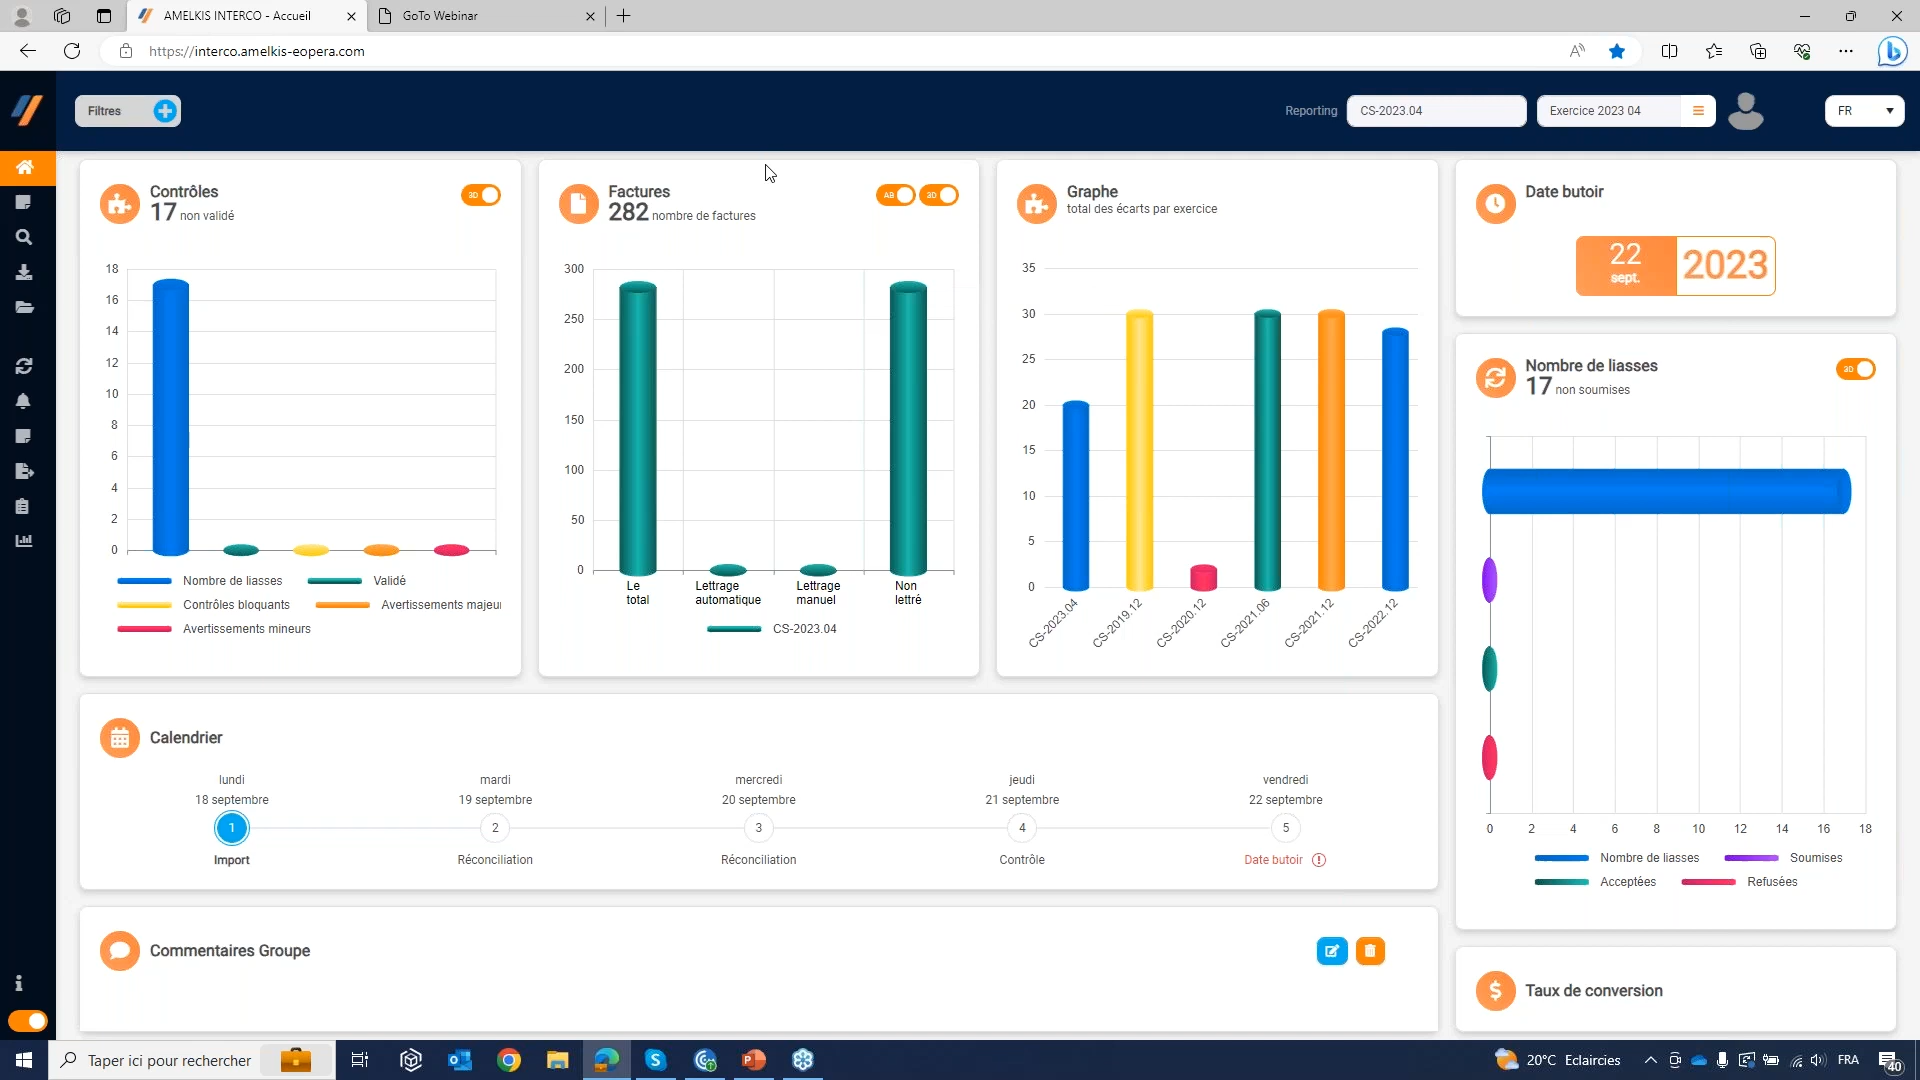 AMELKIS INTERCO - Accueil
GoTo Webinar
https://interco.amelkis-eopera.com
Filtres
Reporting
CS-2023.04
Exercice 2023 04
FR
Contrôles
17 non validé
3D
18
16
14
12
10
8
6
4
2
0
Nombre de liasses
Validé
Contrôles bloquants
Avertissements majeu
Avertissements mineurs
Factures
282 nombre de factures
AB
3D
300
250
200
150
100
50
0
Le total
Lettrage automatique
Lettrage manuel
Non lettré
CS-2023.04
Graphe
total des écarts par exercice
35
30
25
20
15
10
5
0
CS-2023.04
CS-2019.12
CS-2020.12
CS-2021.06
CS-2021.12
CS-2022.12
Date butoir
22
sept.
2023
Nombre de liasses
17 non soumises
3D
0 2 4 6 8 10 12 14 16 18
Nombre de liasses
Soumises
Acceptées
Refusées
Calendrier
lundi
18 septembre
1
Import
mardi
19 septembre
2
Réconciliation
mercredi
20 septembre
3
Réconciliation
jeudi
21 septembre
4
Contrôle
vendredi
22 septembre
5
Date butoir
Commentaires Groupe
Taux de conversion
Taper ici pour rechercher
20°C Eclaircies
FRA
40